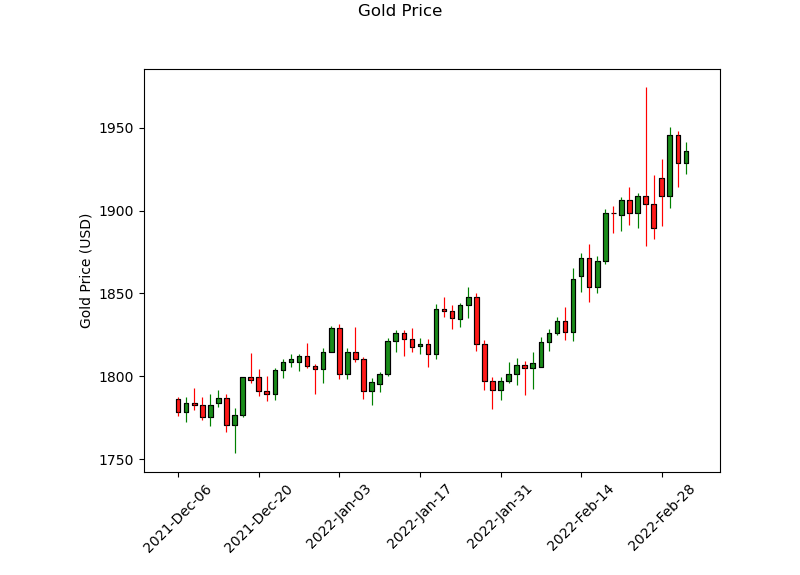 Gold Price
Gold Price (USD)
1950
1900
1850
1800
1750
2021-Dec-06
2021-Dec-20
2022-Jan-03
2022-Jan-17
2022-Jan-31
2022-Feb-14
2022-Feb-28